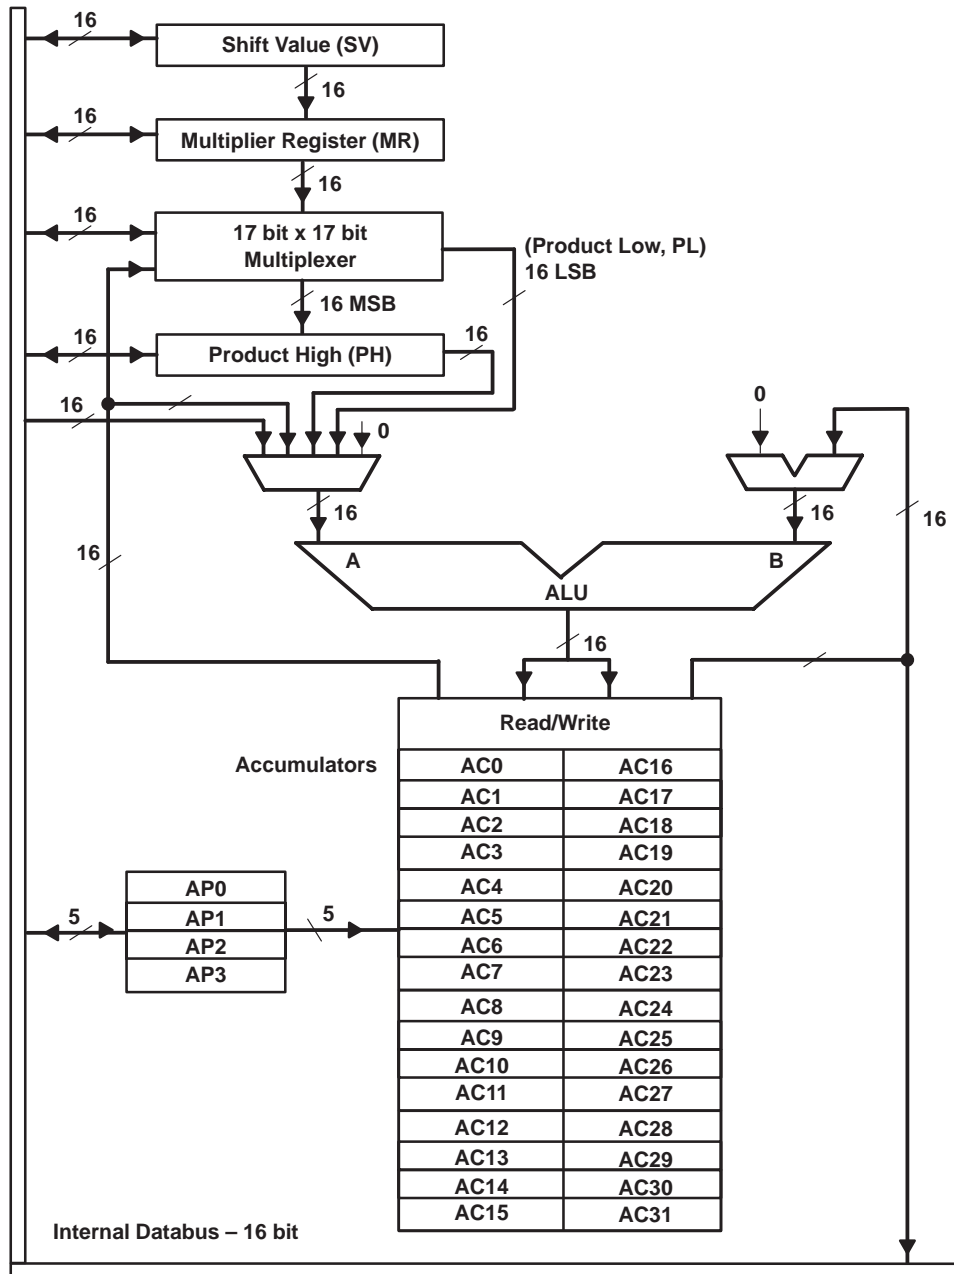 16
Shift Value (SV)
16
16
Multiplier Register (MR)
16
16
17 bit x 17 bit
Multiplexer
(Product Low, PL)
16 LSB
16 MSB
16
Product High (PH)
16
16
0
0
16
16
16
16
A
B
ALU
16
Read/Write
Accumulators
AC0 AC16
AC1 AC17
AC2 AC18
AC3 AC19
AC4 AC20
AC5 AC21
AC6 AC22
AC7 AC23
AC8 AC24
AC9 AC25
AC10 AC26
AC11 AC27
AC12 AC28
AC13 AC29
AC14 AC30
AC15 AC31
5
AP0
AP1
AP2
AP3
5
Internal Databus – 16 bit